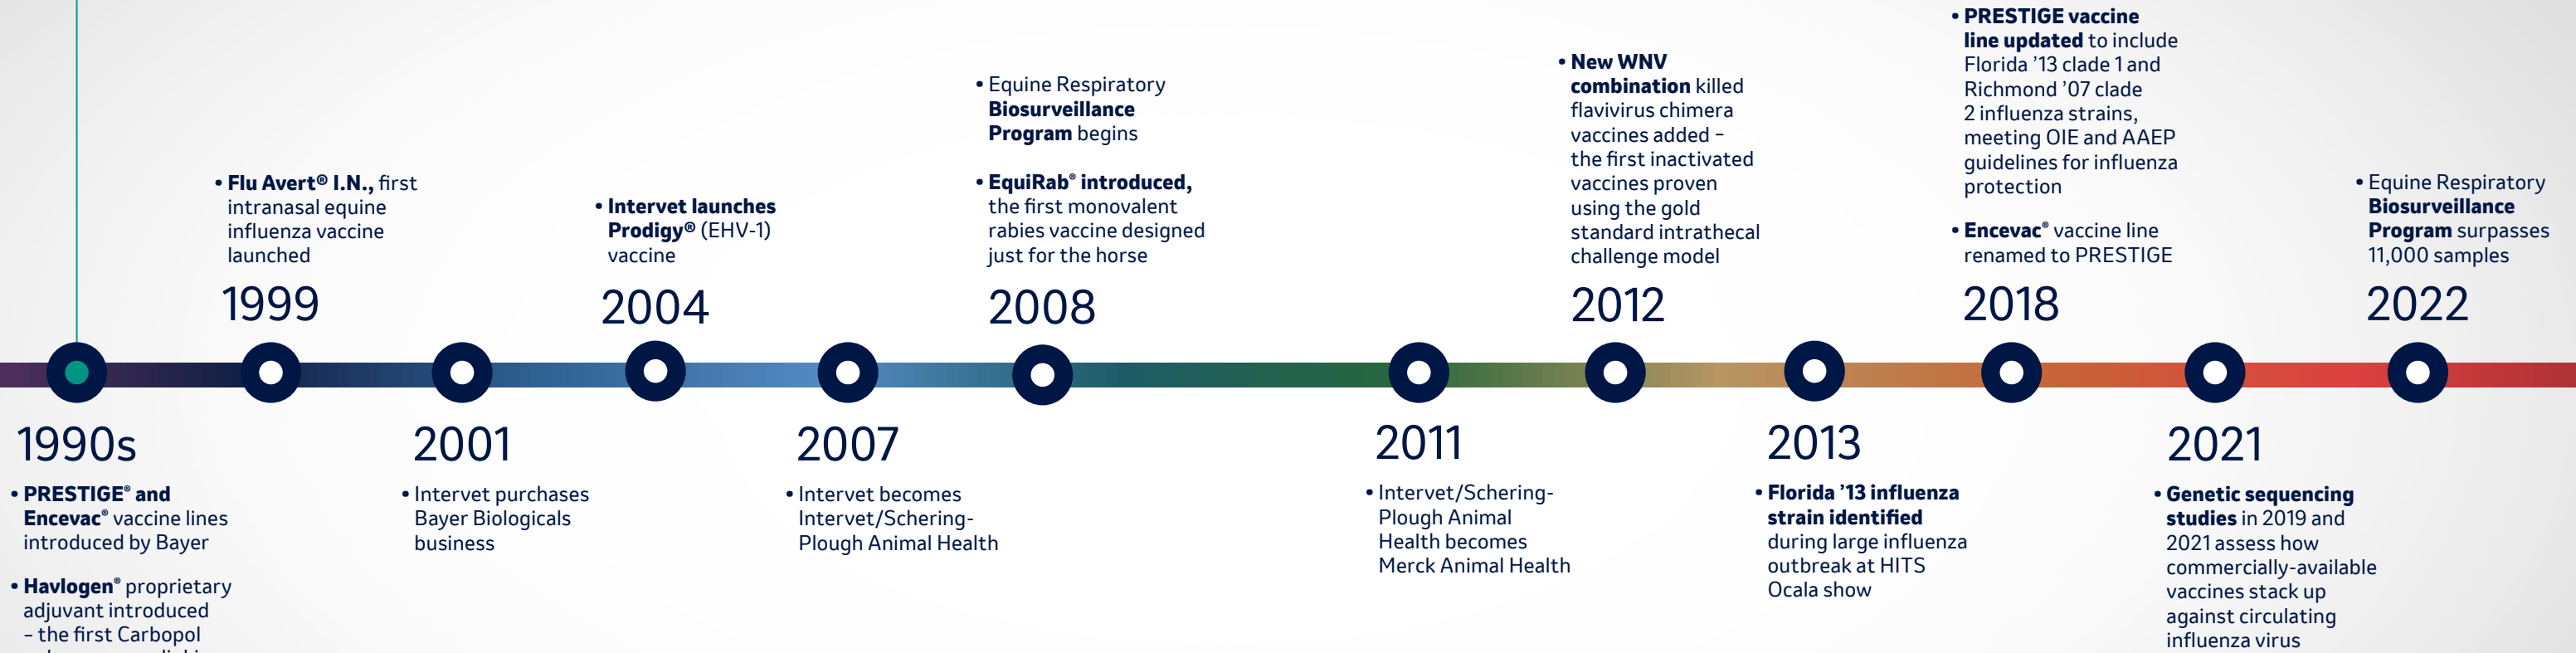 • Flu Avert® I.N., first
intranasal equine
influenza vaccine
launched
1999
• Intervet launches
Prodigy® (EHV-1)
vaccine
2004
• Equine Respiratory
Biosurveillance
Program begins
• EquiRab® introduced,
the first monovalent
rabies vaccine designed
just for the horse
2008
• New WNV
combination killed
flavivirus chimera
vaccines added –
the first inactivated
vaccines proven
using the gold
standard intrathecal
challenge model
2012
• PRESTIGE vaccine
line updated to include
Florida ’13 clade 1 and
Richmond ’07 clade
2 influenza strains,
meeting OIE and AAEP
guidelines for influenza
protection
• Encevac® vaccine line
renamed to PRESTIGE
2018
• Equine Respiratory
Biosurveillance
Program surpasses
11,000 samples
2022
1990s
• PRESTIGE® and
Encevac® vaccine lines
introduced by Bayer
• Havlogen® proprietary
adjuvant introduced
– the first Carbopol
2001
• Intervet purchases
Bayer Biologicals
business
2007
• Intervet becomes
Intervet/Schering-
Plough Animal Health
2011
• Intervet/Schering-
Plough Animal
Health becomes
Merck Animal Health
2013
• Florida ’13 influenza
strain identified
during large influenza
outbreak at HITS
Ocala show
2021
• Genetic sequencing
studies in 2019 and
2021 assess how
commercially-available
vaccines stack up
against circulating
influenza virus